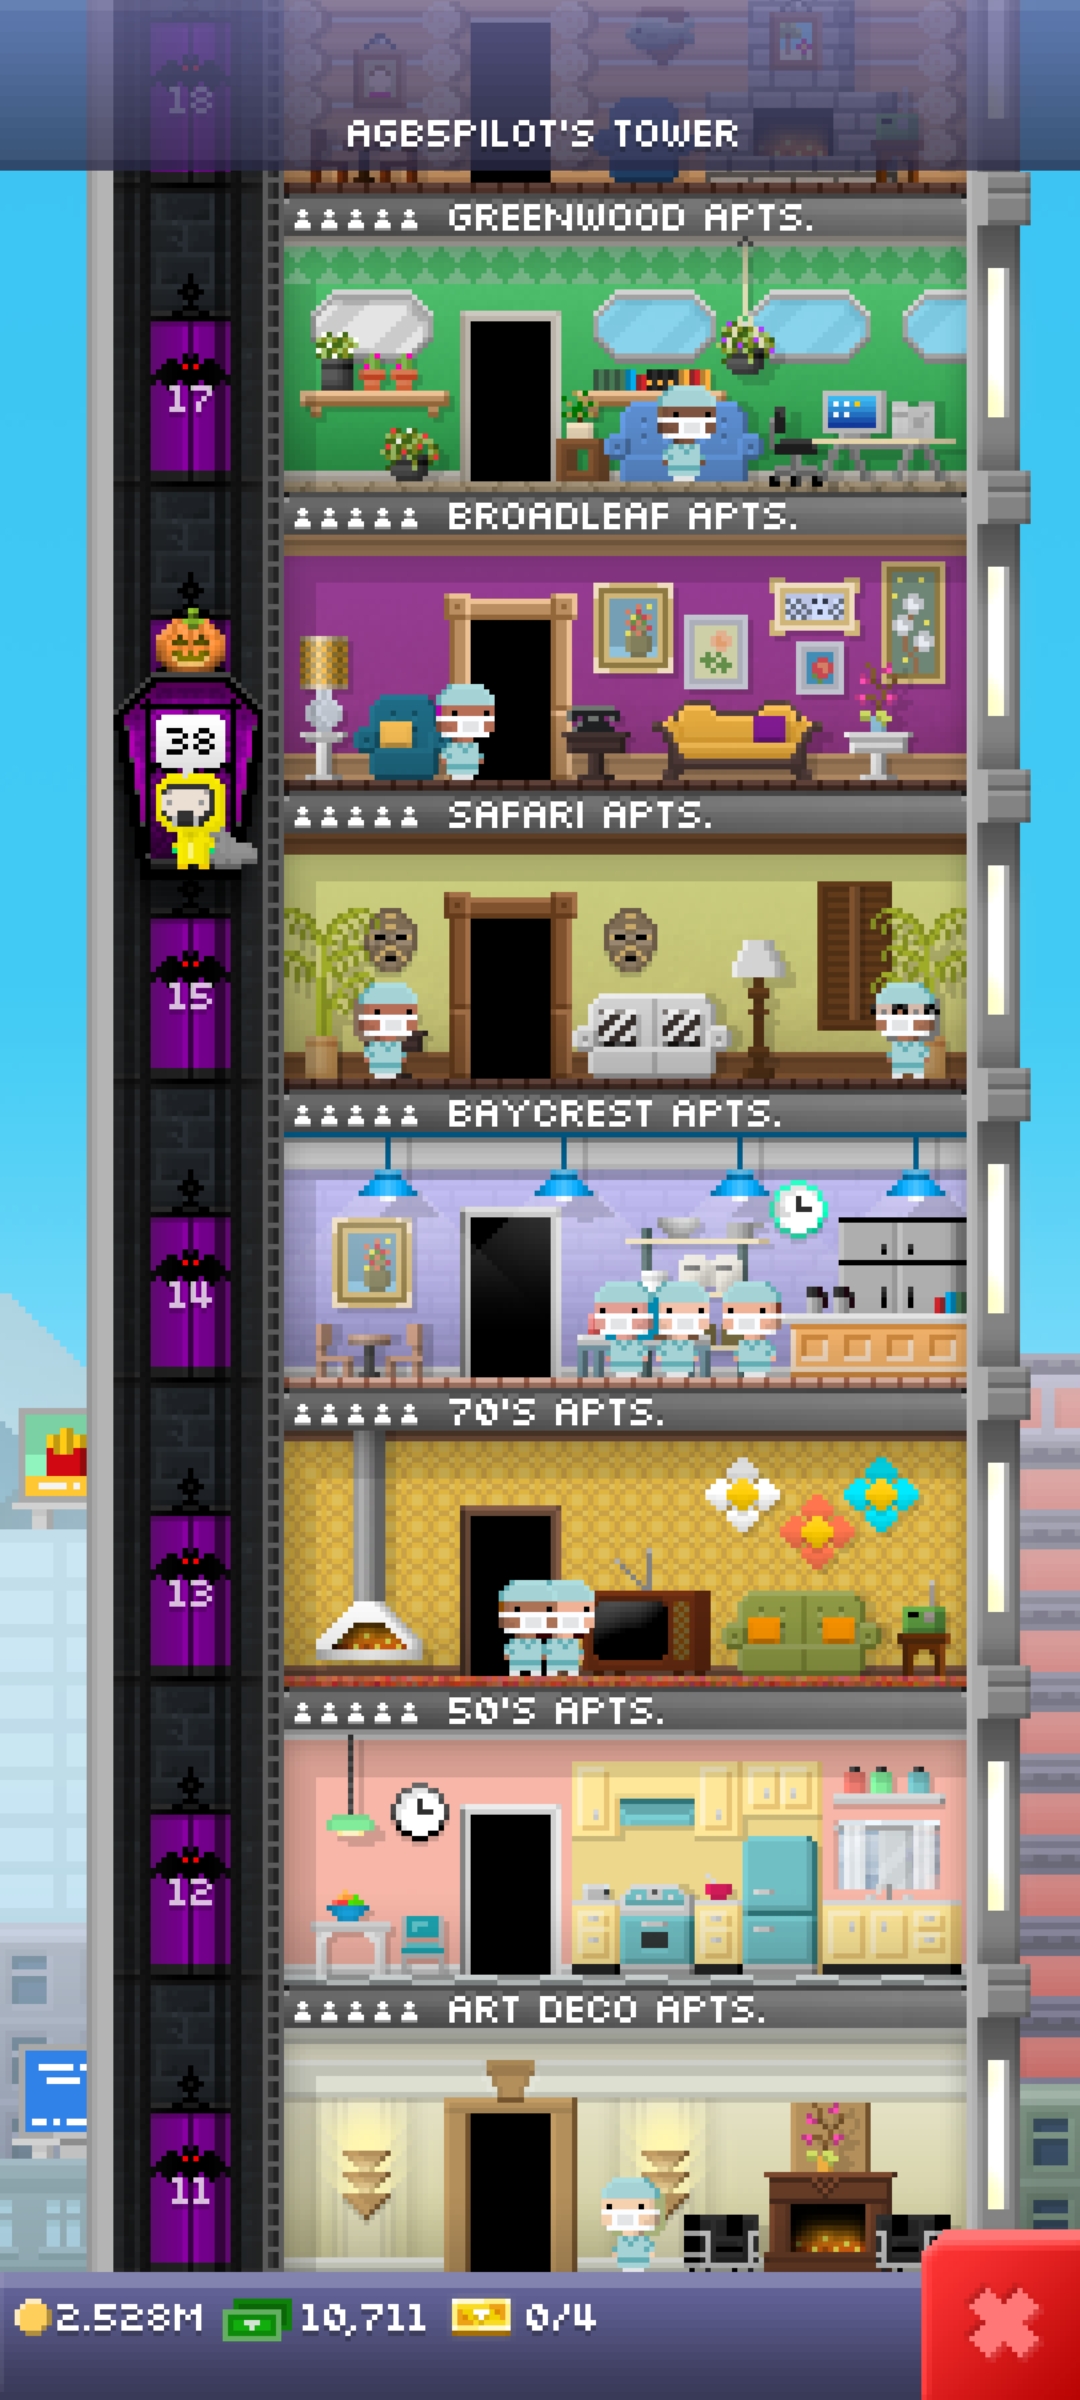 18
AGB5PILOT'S TOWER
GREENWOOD APTS.
17
BROADLEAF APTS.
38
SAFARI APTS.
15
BAYCREST APTS.
14
70'S APTS.
13
50'S APTS.
12
ART DECO APTS.
11
2.528M 10,711 0/4